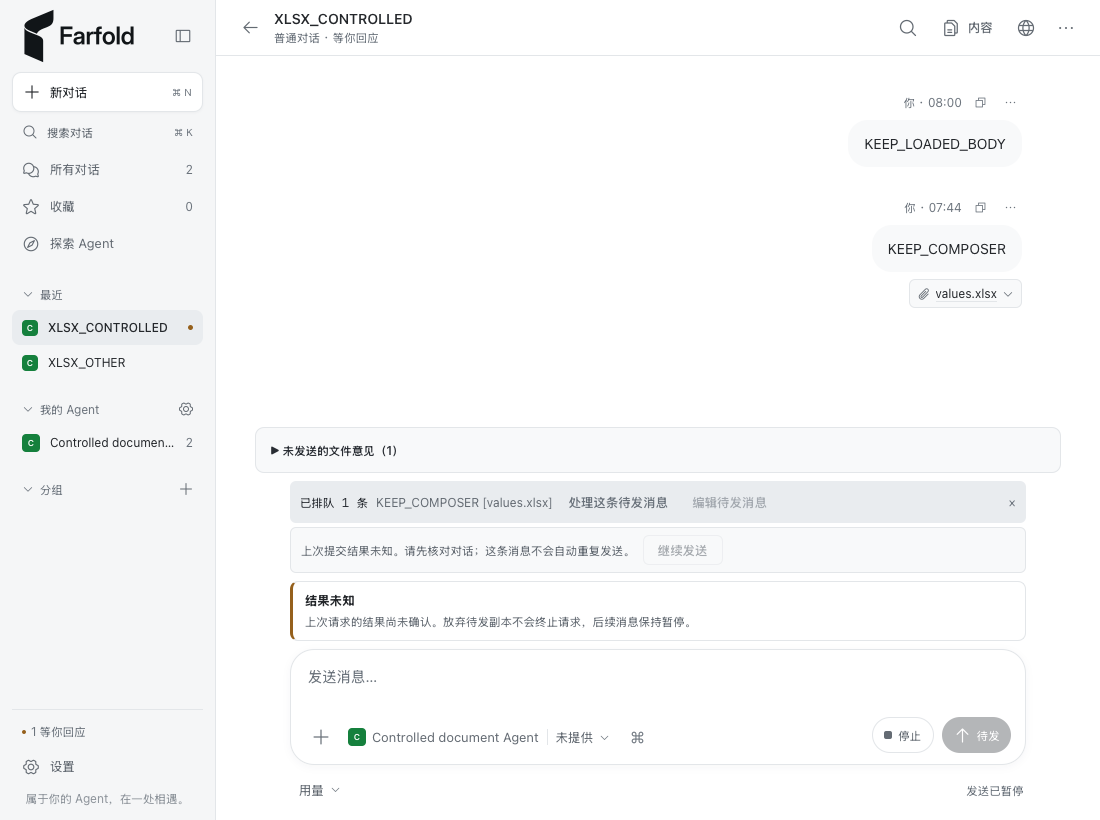 Farfold
新对话
⌘ N
搜索对话
⌘ K
所有对话
2
收藏
0
探索 Agent
最近
C
XLSX_CONTROLLED
C
XLSX_OTHER
我的 Agent
C
Controlled documen...
2
分组
1 等你回应
设置
属于你的 Agent，在一处相遇。
XLSX_CONTROLLED
普通对话 · 等你回应
内容
你 · 08:00
KEEP_LOADED_BODY
你 · 07:44
KEEP_COMPOSER
values.xlsx
未发送的文件意见（1）
已排队 1 条 KEEP_COMPOSER [values.xlsx] 处理这条待发消息 编辑待发消息 ×
上次提交结果未知。请先核对对话；这条消息不会自动重复发送。 继续发送
结果未知
上次请求的结果尚未确认。放弃待发副本不会终止请求，后续消息保持暂停。
发送消息...
C Controlled document Agent 未提供 ⌘ 停止 待发
用量
发送已暂停